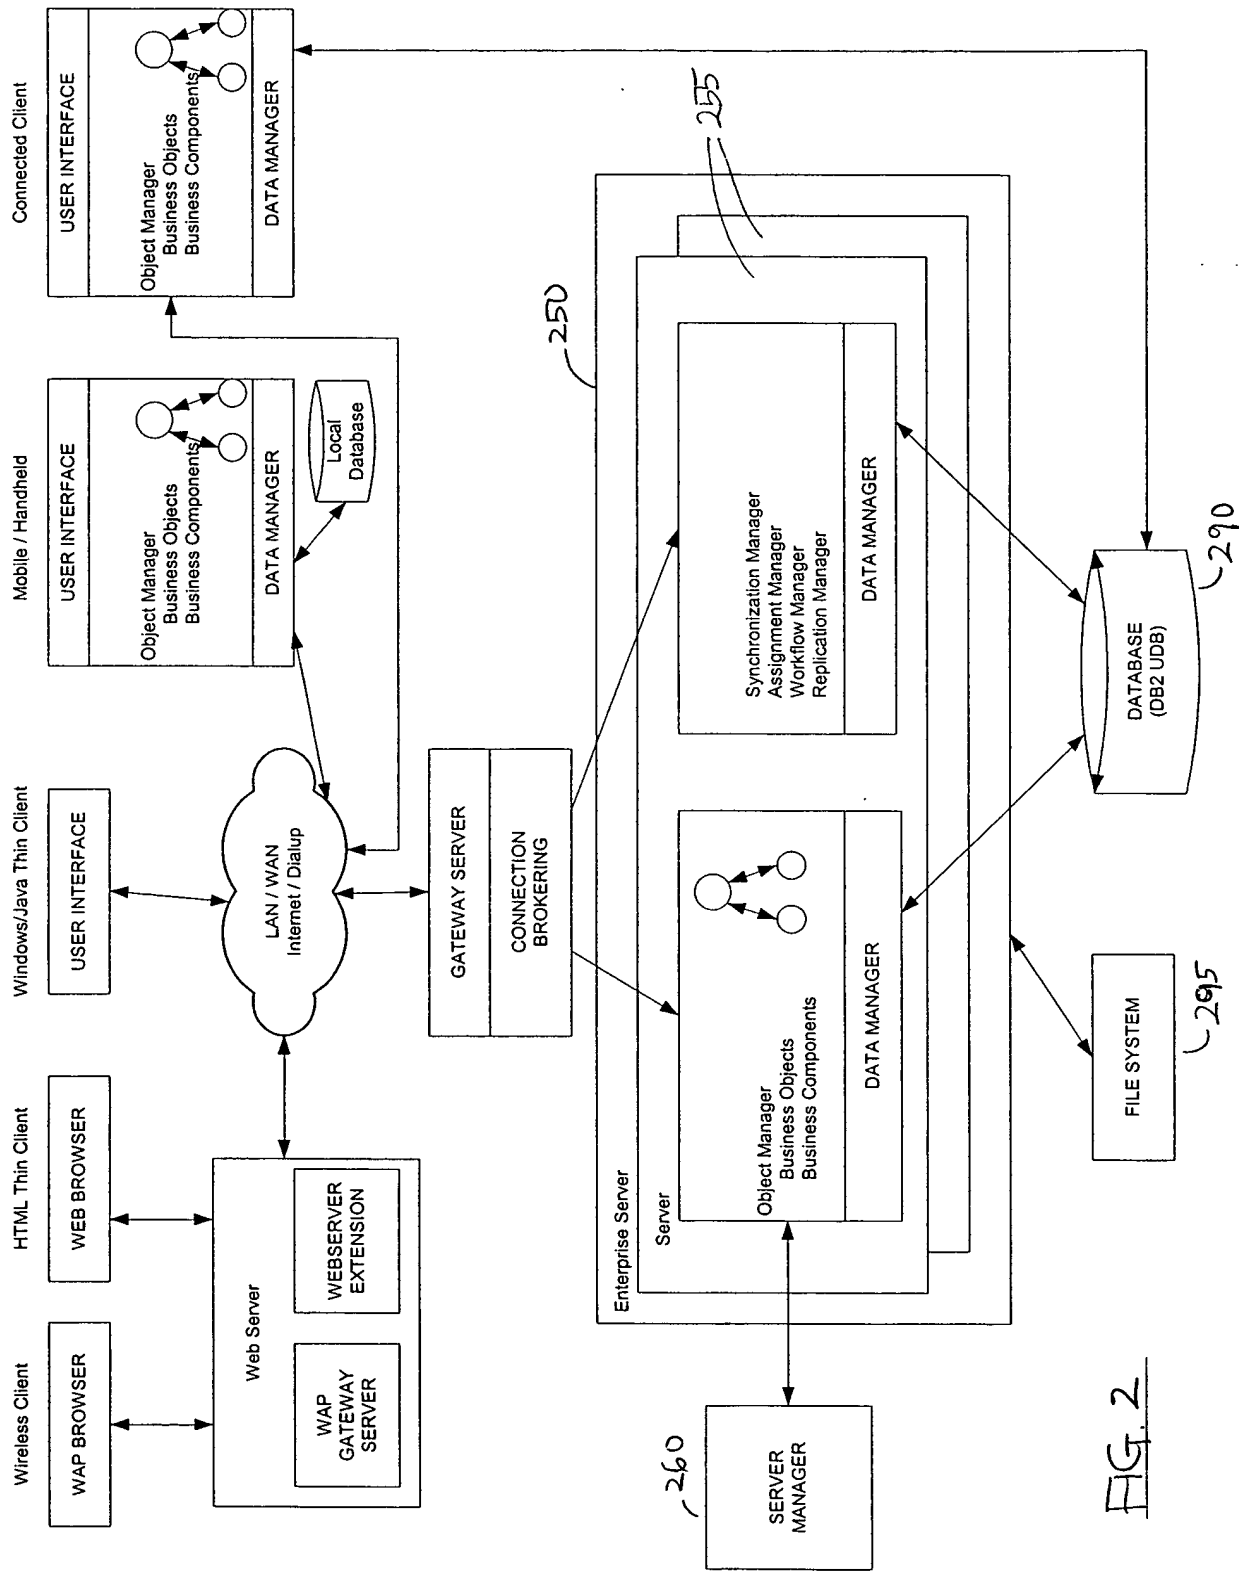 Wireless Client
HTML Thin Client
Windows/Java Thin Client
Mobile / Handheld
Connected Client
WAP BROWSER
WEB BROWSER
USER INTERFACE
USER INTERFACE
Object Manager
Business Objects
Business Components
DATA MANAGER
Local
Database
USER INTERFACE
Object Manager
Business Objects
Business Components
DATA MANAGER
Web Server
WAP
GATEWAY
SERVER
WEBSERVER
EXTENSION
LAN / WAN
Internet / Dialup
GATEWAY SERVER
CONNECTION
BROKERING
250
255
Enterprise Server
Server
Object Manager
Business Objects
Business Components
DATA MANAGER
Synchronization Manager
Assignment Manager
Workflow Manager
Replication Manager
DATA MANAGER
260
SERVER
MANAGER
FILE SYSTEM
295
DATABASE
(DB2 UDB)
290
FIG. 2